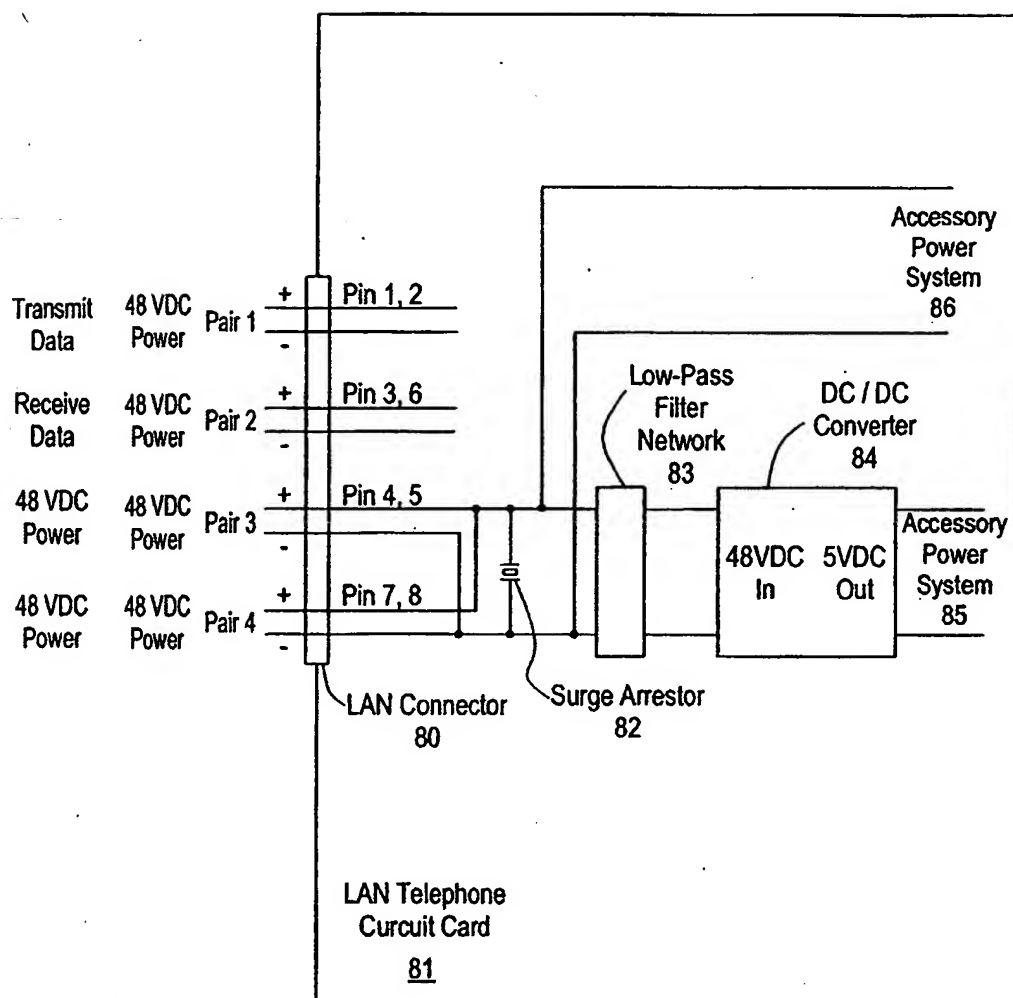 Accessory
Power
System
86
Transmit
Data
48 VDC
Power
Pair 1
+
-
Pin 1, 2
Receive
Data
48 VDC
Power
Pair 2
+
-
Pin 3, 6
Low-Pass
Filter
Network
83
DC / DC
Converter
84
48 VDC
Power
48 VDC
Power
Pair 3
+
-
Pin 4, 5
48 VDC
Power
48 VDC
Power
Pair 4
+
-
Pin 7, 8
48VDC
In
5VDC
Out
Accessory
Power
System
85
LAN Connector
80
Surge Arrestor
82
LAN Telephone
Curcuit Card
81